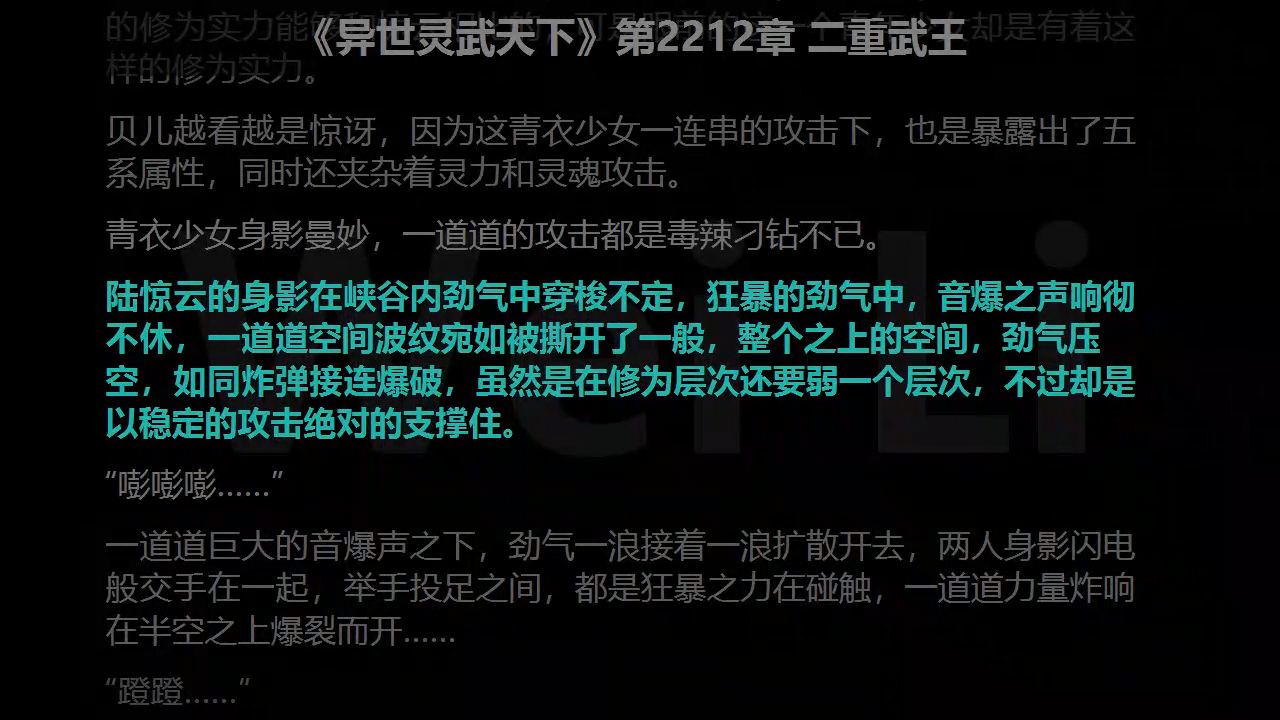 《异世灵武天下》第2212章 二重武王
样的修为实力。
贝儿越看越是惊讶，因为这青衣少女一连串的攻击下，也是暴露出了五
系属性，同时还夹杂着灵力和灵魂攻击。
青衣少女身影曼妙，一道道的攻击都是毒辣刁钻不已。
陆惊云的身影在峡谷内劲气中穿梭不定，狂暴的劲气中，音爆之声响彻
不休，一道道空间波纹宛如被撕开了一般，整个之上的空间，劲气压
空，如同炸弹接连爆破，虽然是在修为层次还要弱一个层次，不过却是
以稳定的攻击绝对的支撑住。
“嘭嘭嘭……”
一道道巨大的音爆声之下，劲气一浪接着一浪扩散开去，两人身影闪电
般交手在一起，举手投足之间，都是狂暴之力在碰触，一道道力量炸响
在半空之上爆裂而开……
“蹬蹬……“
Wei Li